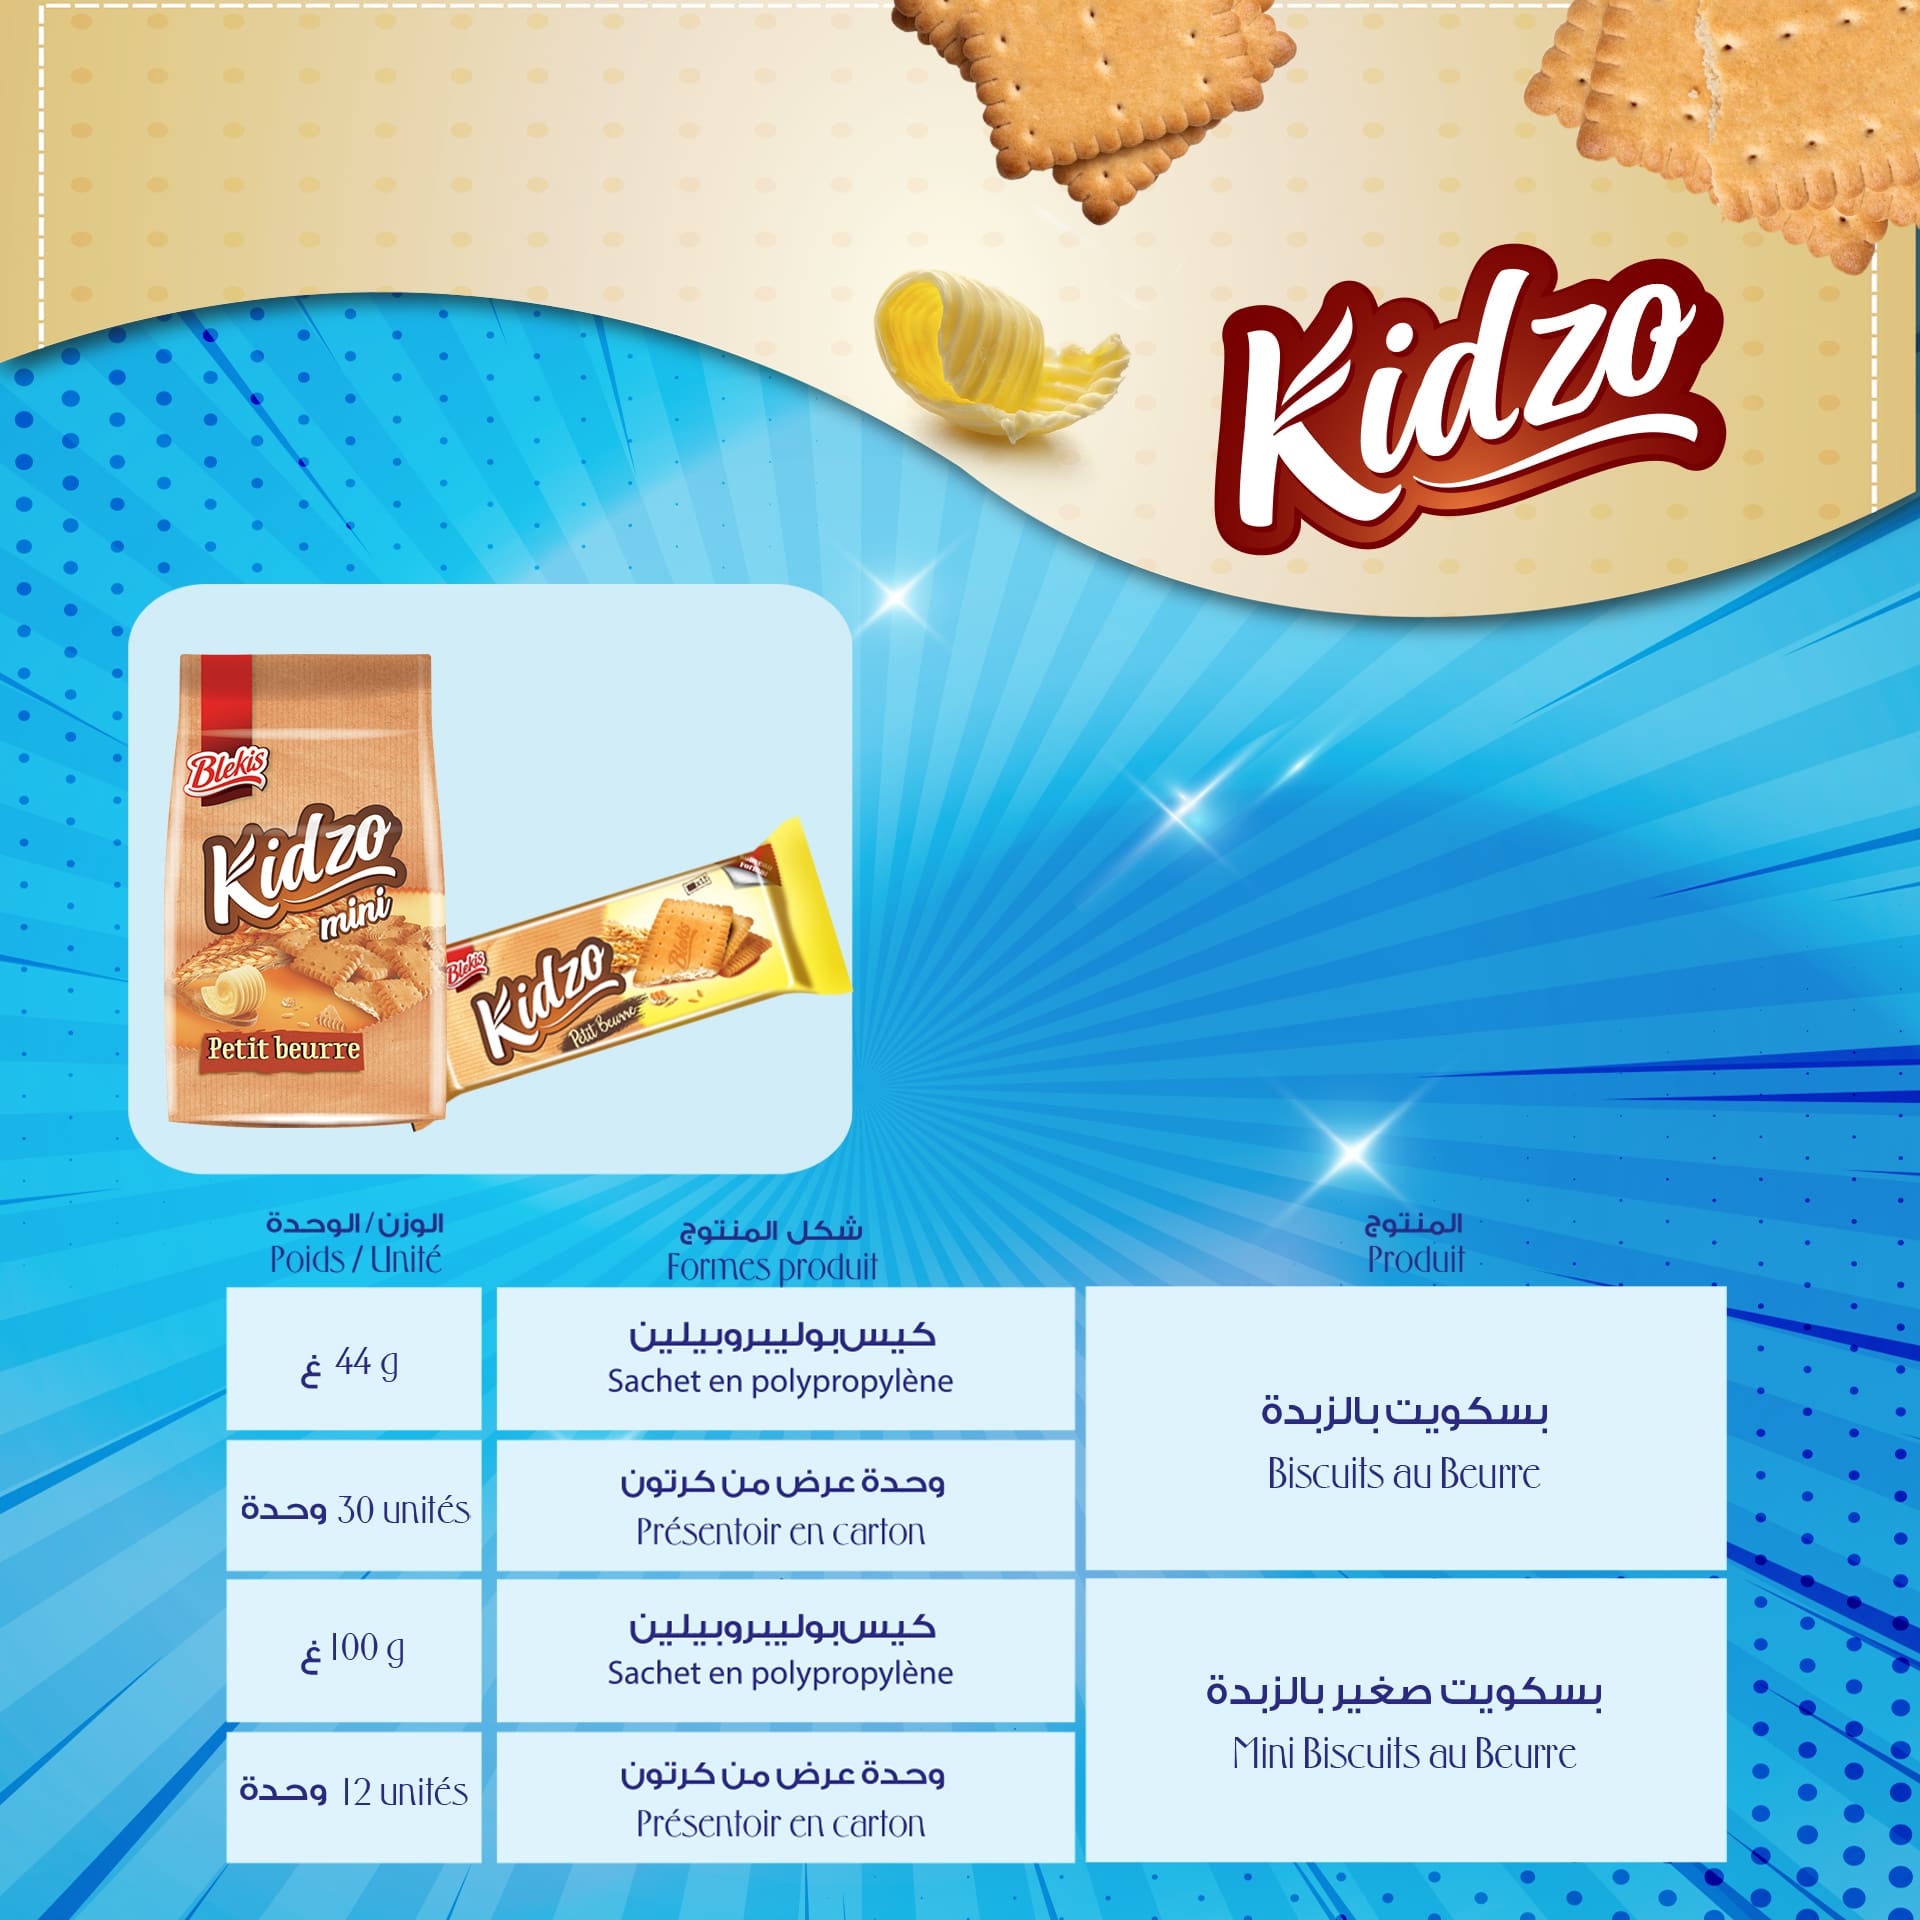 Kidzo
Blekis
Kidzo
mini
Petit beurre
Blekis
Kidzo
Petit Beurre
Blekis
المنتوج
Produit
شكل المنتوج
Formes produit
الوزن / الوحدة
Poids / Unité
بسكويت بالزبدة
Biscuits au Beurre
كيس بوليبروبيلين
Sachet en polypropylène
44 g غ
وحدة عرض من كرتون
Présentoir en carton
30 unités وحدة
بسكويت صغير بالزبدة
Mini Biscuits au Beurre
كيس بوليبروبيلين
Sachet en polypropylène
100 g غ
وحدة عرض من كرتون
Présentoir en carton
12 unités وحدة